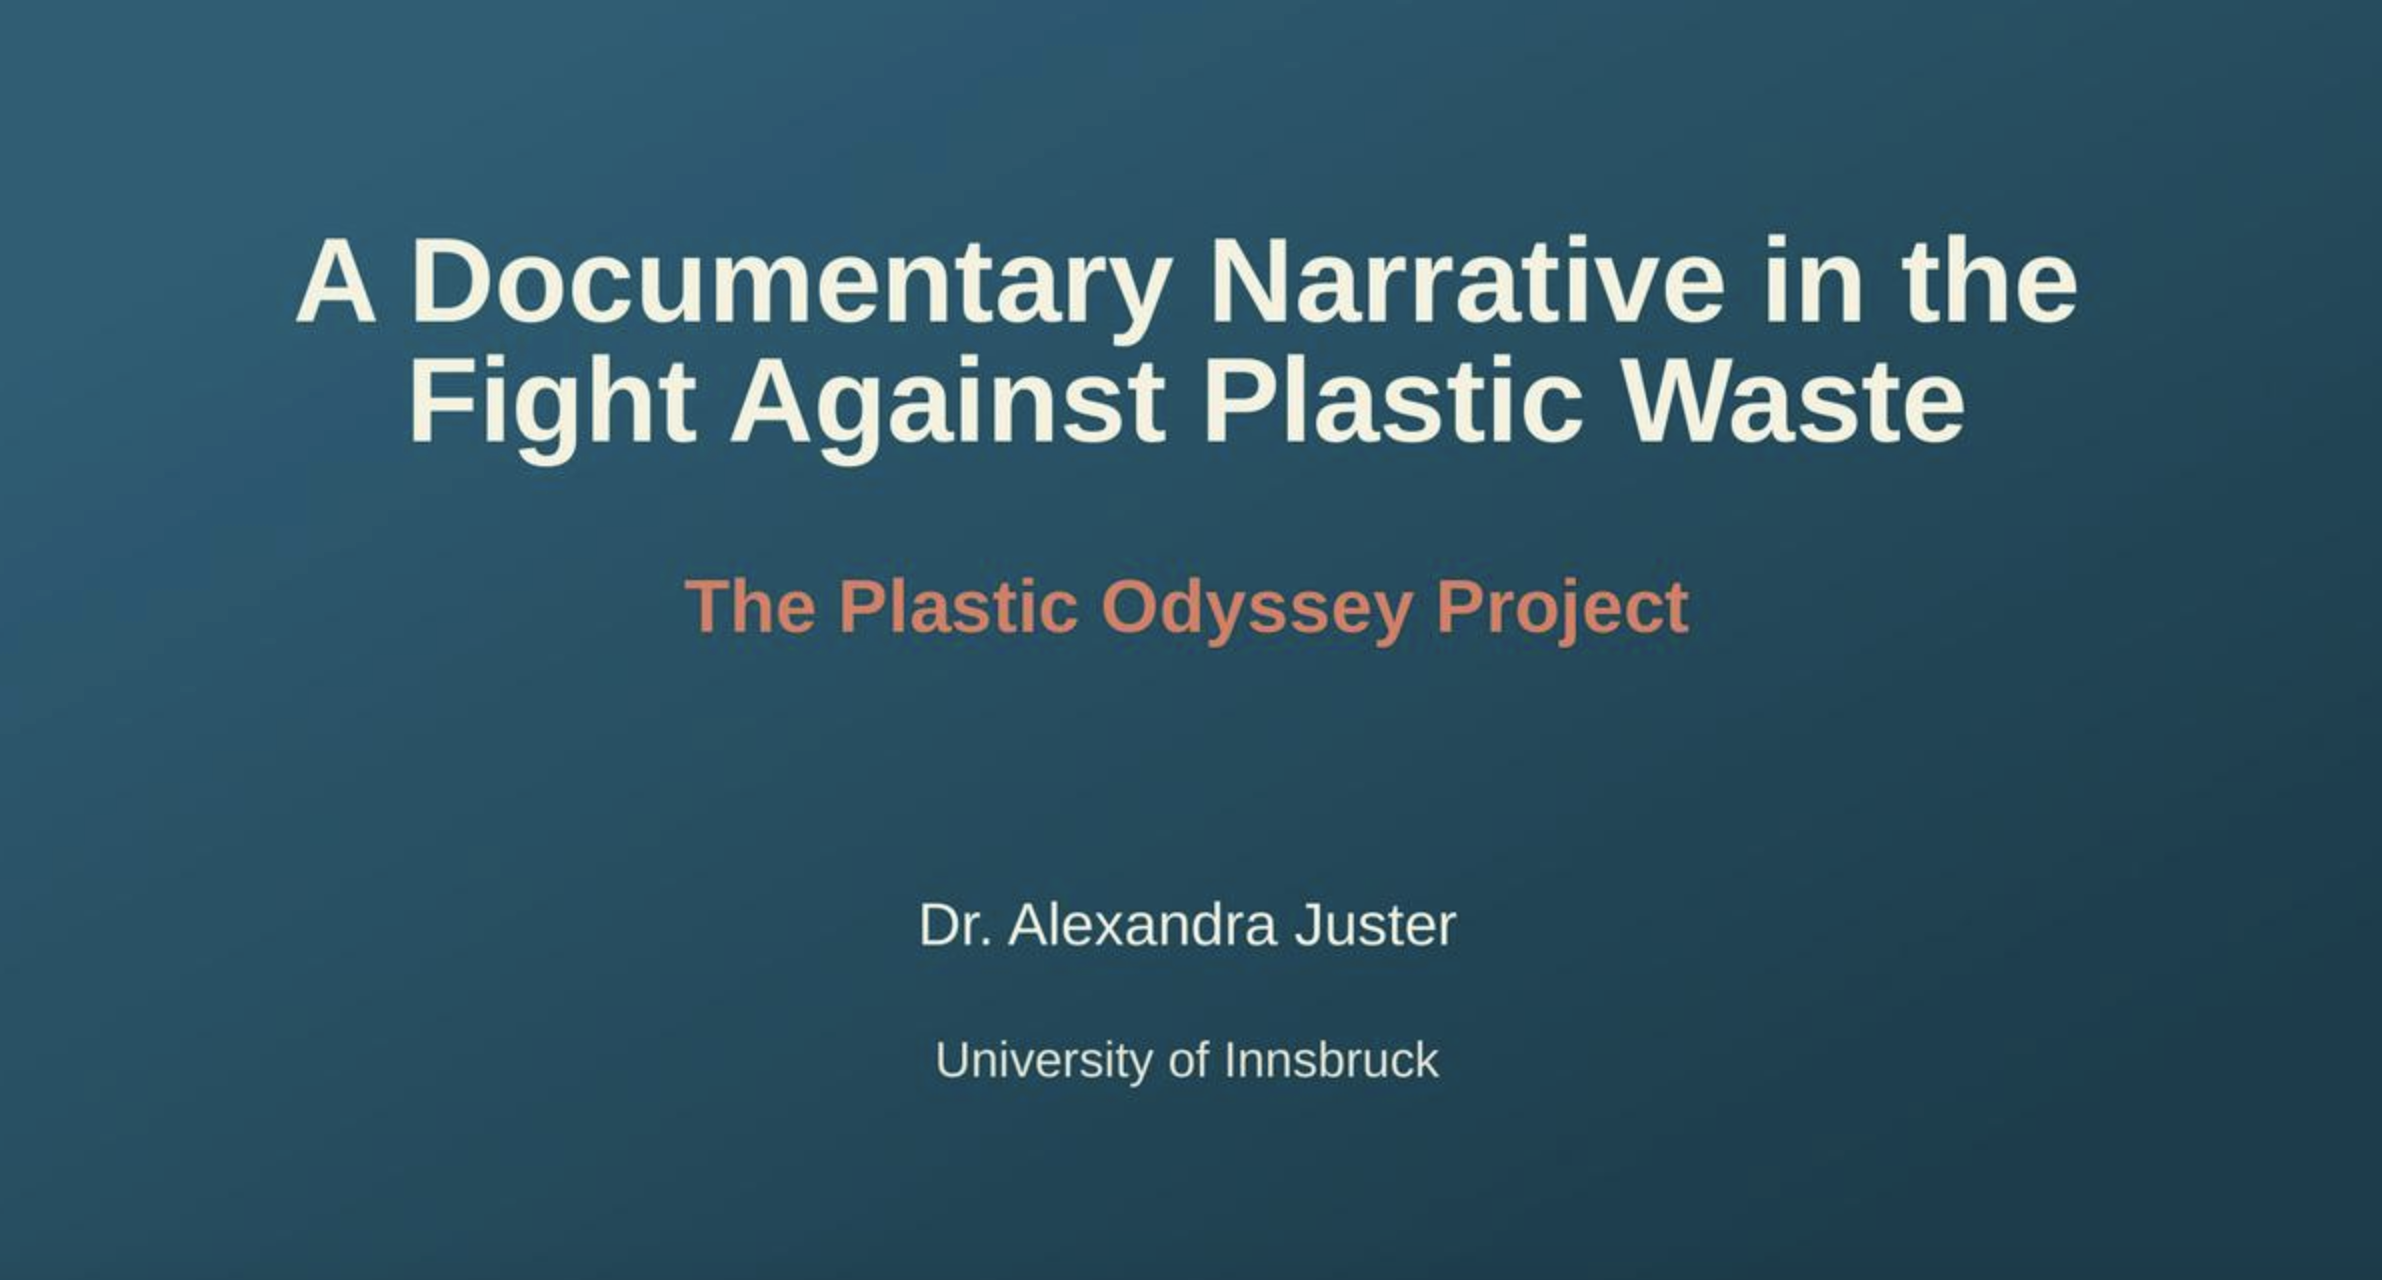 A Documentary Narrative in the
Fight Against Plastic Waste
The Plastic Odyssey Project
Dr. Alexandra Juster
University of Innsbruck